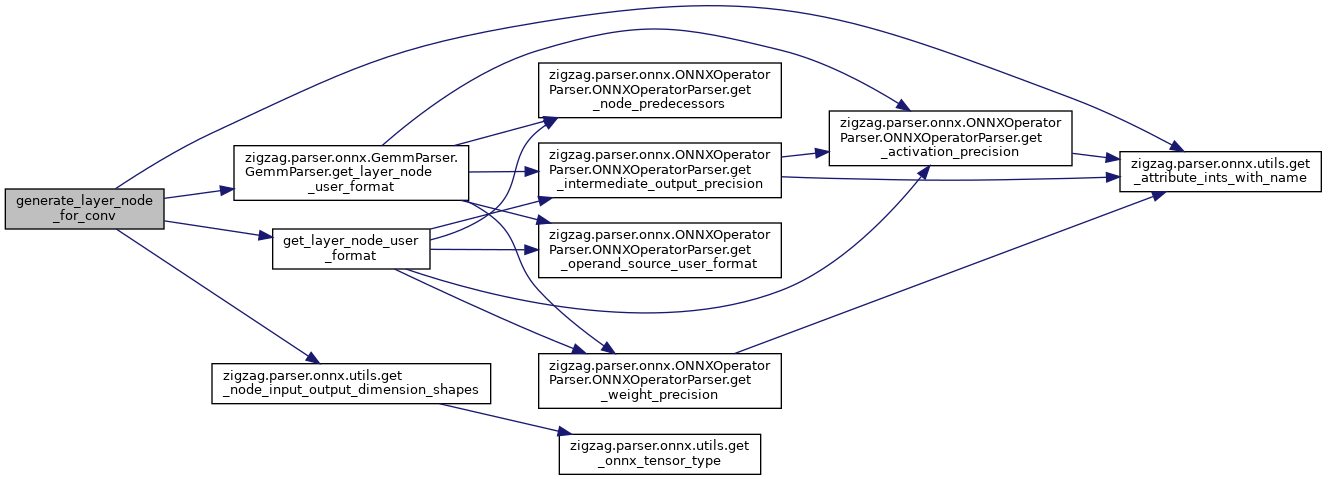 generate_layer_node
_for_conv
zigzag.parser.onnx.GemmParser.
GemmParser.get_layer_node
_user_format
get_layer_node_user
_format
zigzag.parser.onnx.utils.get
_node_input_output_dimension_shapes
zigzag.parser.onnx.ONNXOperator
Parser.ONNXOperatorParser.get
_node_predecessors
zigzag.parser.onnx.ONNXOperator
Parser.ONNXOperatorParser.get
_intermediate_output_precision
zigzag.parser.onnx.ONNXOperator
Parser.ONNXOperatorParser.get
_operand_source_user_format
zigzag.parser.onnx.ONNXOperator
Parser.ONNXOperatorParser.get
_weight_precision
zigzag.parser.onnx.utils.get
_onnx_tensor_type
zigzag.parser.onnx.ONNXOperator
Parser.ONNXOperatorParser.get
_activation_precision
zigzag.parser.onnx.utils.get
_attribute_ints_with_name